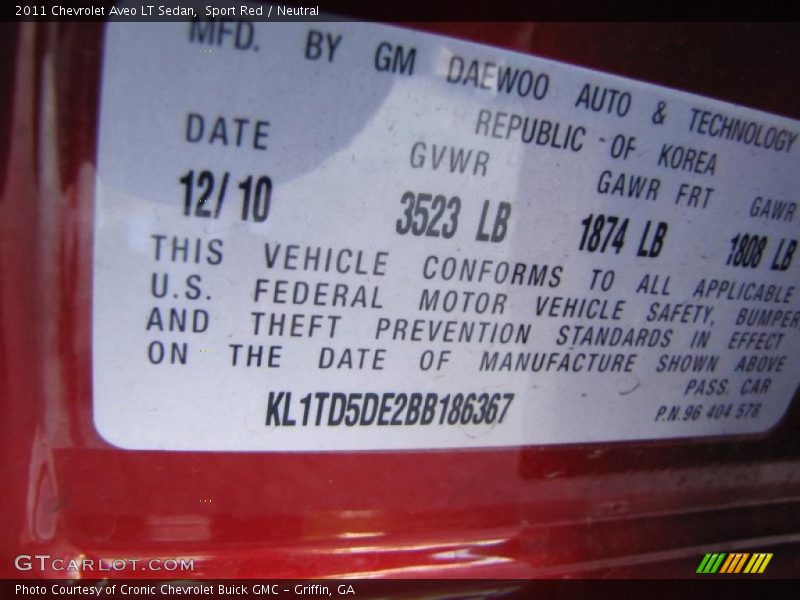 2011 Chevrolet Aveo LT Sedan, Sport Red / Neutral
MFD. BY GM DAEWOO AUTO & TECHNOLOGY
REPUBLIC OF KOREA
DATE GVWR GAWR FRT GAWR
12/10 3523 LB 1874 LB 1808 LB
THIS VEHICLE CONFORMS TO ALL APPLICABLE
U.S. FEDERAL MOTOR VEHICLE SAFETY, BUMPER
AND THEFT PREVENTION STANDARDS IN EFFECT
ON THE DATE OF MANUFACTURE SHOWN ABOVE
PASS. CAR
KL1TD5DE2BB186367
P.N.96 404 578
GTCARLOT.COM
Photo Courtesy of Cronic Chevrolet Buick GMC – Griffin, GA